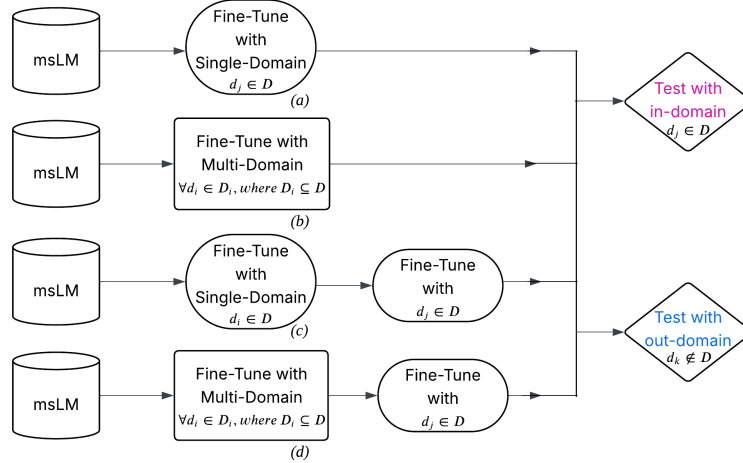 msLM
Fine-Tune
with
Single-Domain
d_j ∈ D
(a)
msLM
Fine-Tune with
Multi-Domain
∀d_i ∈ D_i, where D_i ⊆ D
(b)
msLM
Fine-Tune
with
Single-Domain
d_i ∈ D
(c)
Fine-Tune
with
d_j ∈ D
msLM
Fine-Tune with
Multi-Domain
∀d_i ∈ D_i, where D_i ⊆ D
(d)
Fine-Tune
with
d_j ∈ D
Test with
in-domain
d_j ∈ D
Test with
out-domain
d_k ∉ D